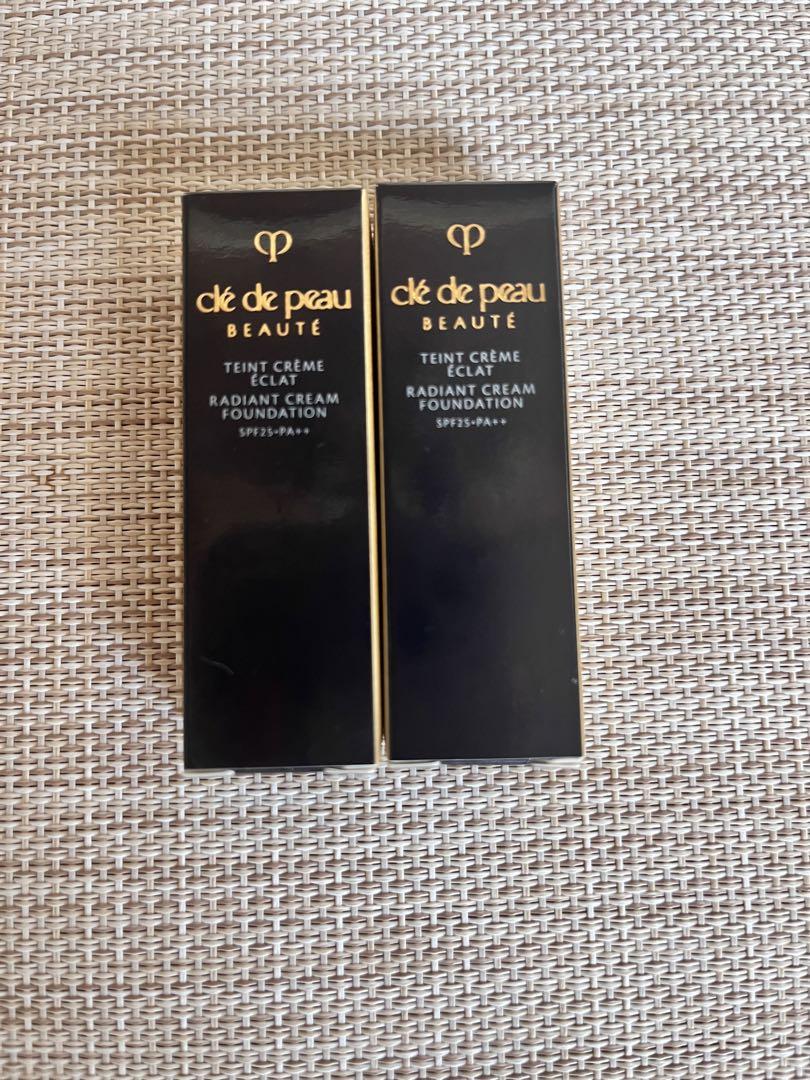 clé de peau
BEAUTÉ
TEINT CRÈME
ÉCLAT
RADIANT CREAM
FOUNDATION
SPF25•PA++
clé de peau
BEAUTÉ
TEINT CRÈME
ÉCLAT
RADIANT CREAM
FOUNDATION
SPF25•PA++